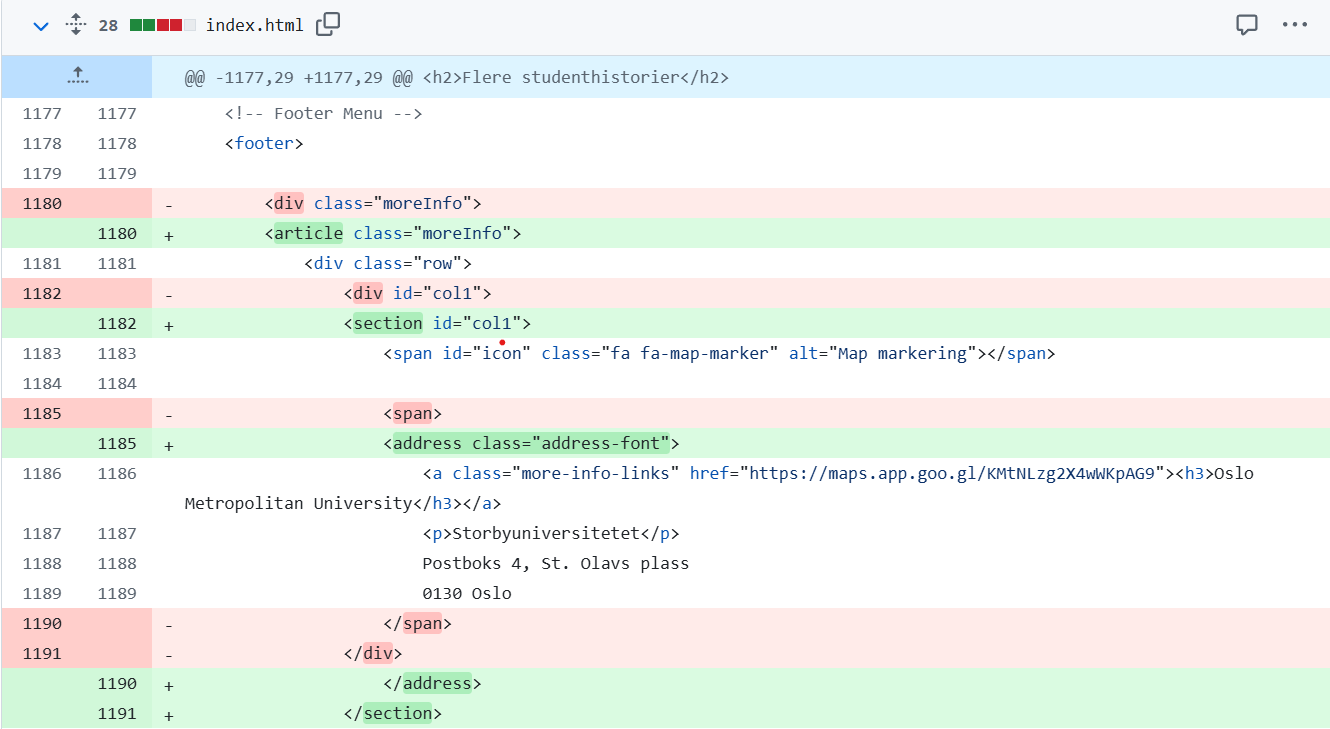 28 index.html
@@ -1177,29 +1177,29 @@ <h2>Flere studenthistorier</h2>
1177 1177 <!-- Footer Menu -->
1178 1178 <footer>
1179 1179
1180 - <div class="moreInfo">
1180 + <article class="moreInfo">
1181 1181 <div class="row">
1182 - <div id="col1">
1182 + <section id="col1">
1183 1183 <span id="icon" class="fa fa-map-marker" alt="Map markering"></span>
1184 1184
1185 - <span>
1185 + <address class="address-font">
1186 1186 <a class="more-info-links" href="https://maps.app.goo.gl/KMtNLzg2X4wWKpAG9"><h3>Oslo
Metropolitan University</h3></a>
1187 1187 <p>Storbyuniversitetet</p>
1188 1188 Postboks 4, St. Olavs plass
1189 1189 0130 Oslo
1190 - </span>
1191 - </div>
1190 + </address>
1191 + </section>